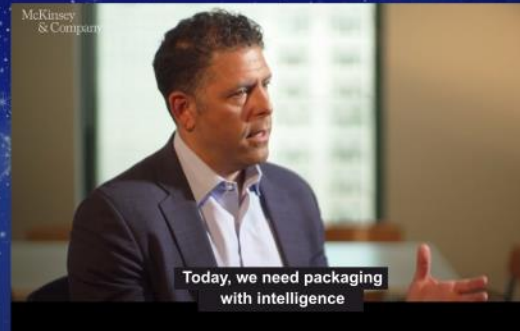 McKinsey
& Company
Today, we need packaging
with intelligence